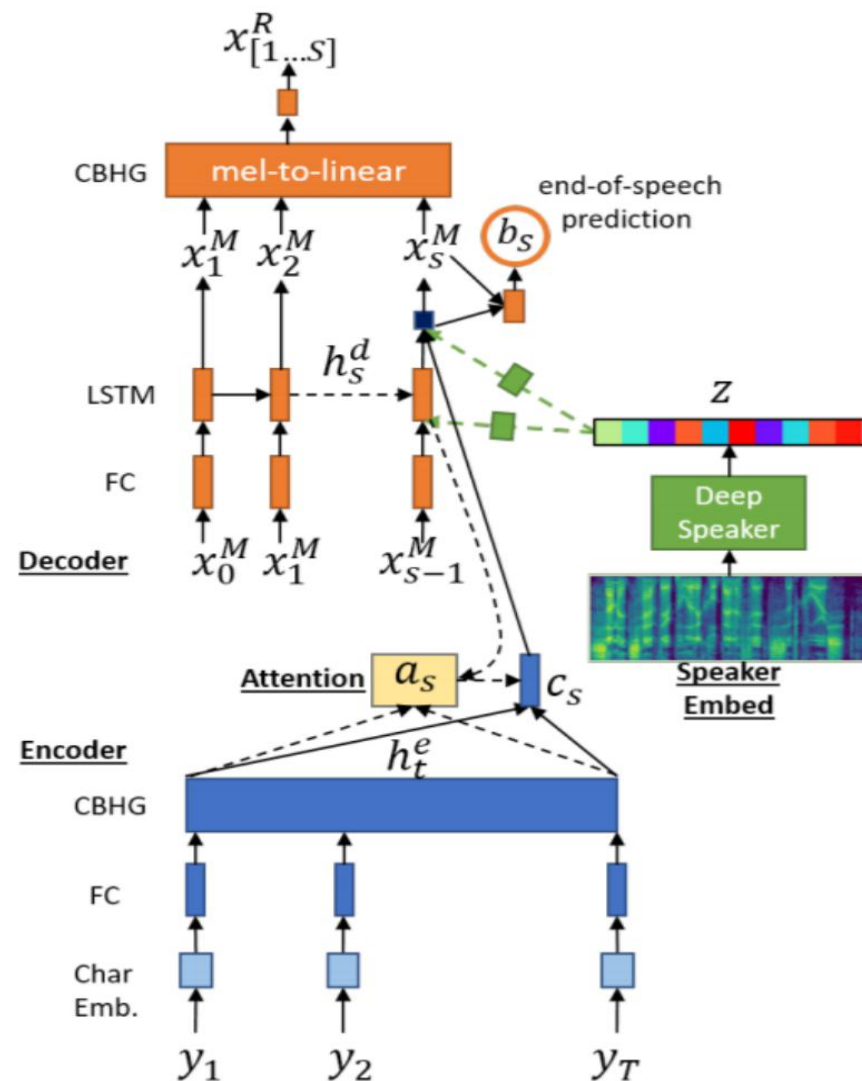 x^R_{[1...S]}
CBHG
mel-to-linear
end-of-speech
prediction
x^M_1
x^M_2
x^M_s
b_s
h^d_s
LSTM
z
FC
Deep
Speaker
Decoder
x^M_0
x^M_1
x^M_{s-1}
Attention
a_s
c_s
Speaker
Embed
Encoder
h^e_t
CBHG
FC
Char
Emb.
y_1
y_2
y_T